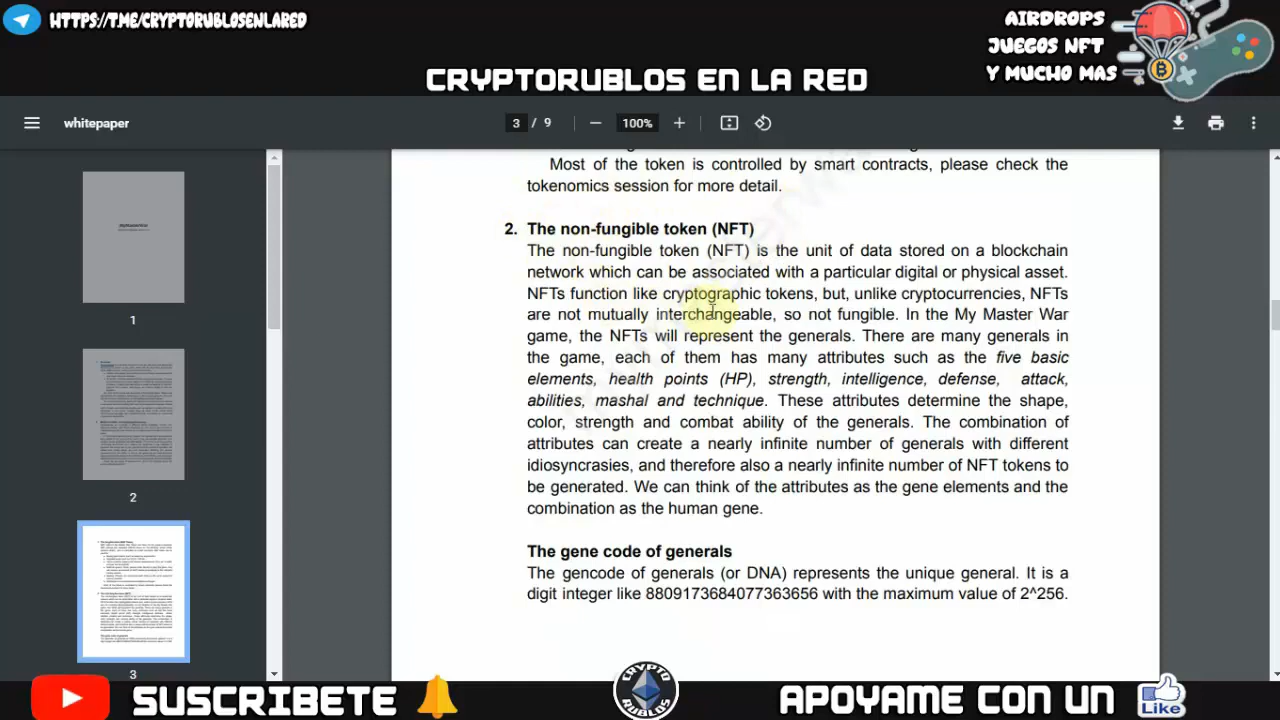 HTTPS://T.ME/CRYPTORUBLOSENLARED
AIRDROPS
JUEGOS NFT
Y MUCHO MAS
CRYPTORUBLOS EN LA RED
whitepaper
3 / 9
100%
Most of the token is controlled by smart contracts, please check the
tokenomics session for more detail.
2. The non-fungible token (NFT)
The non-fungible token (NFT) is the unit of data stored on a blockchain
network which can be associated with a particular digital or physical asset.
NFTs function like cryptographic tokens, but, unlike cryptocurrencies, NFTs
are not mutually interchangeable, so not fungible. In the My Master War
game, the NFTs will represent the generals. There are many generals in
the game, each of them has many attributes such as the five basic
elements, health points (HP), strength, intelligence, defense, attack,
abilities, mashal and technique. These attributes determine the shape,
color, strength and combat ability of the generals. The combination of
attributes can create a nearly infinite number of generals with different
idiosyncrasies, and therefore also a nearly infinite number of NFT tokens to
be generated. We can think of the attributes as the gene elements and the
combination as the human gene.
The gene code of generals
The gencode of generals (or DNA) represents the unique general. It is a
digit integer like with the maximum value of 2^256.
1
2
3
SUSCRIBETE
CRYPTO
RUBLOS
APOYAME CON UN
Like